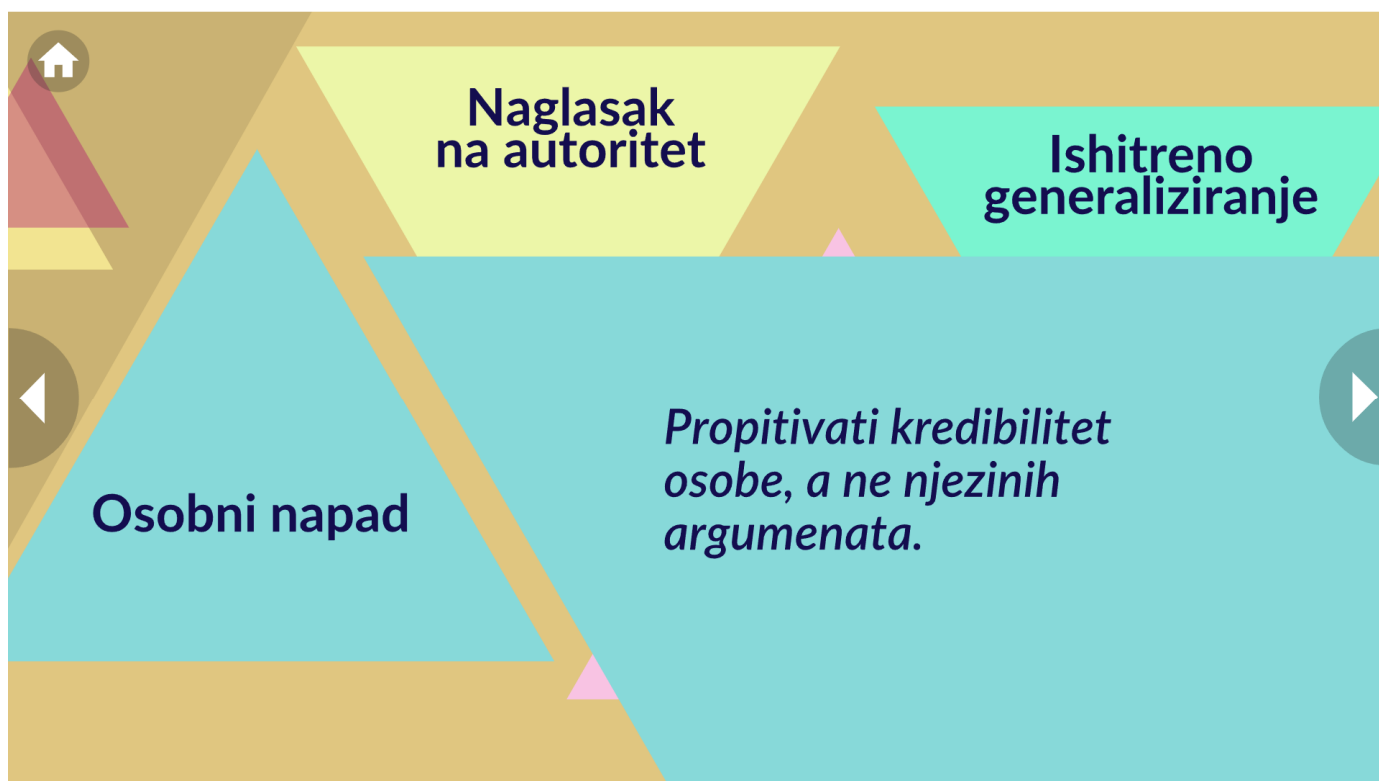 Naglasak
na autoritet
Ishitreno
generaliziranje
Osobni napad
Propitivati kredibilitet
osobe, a ne njezinih
argumenata.